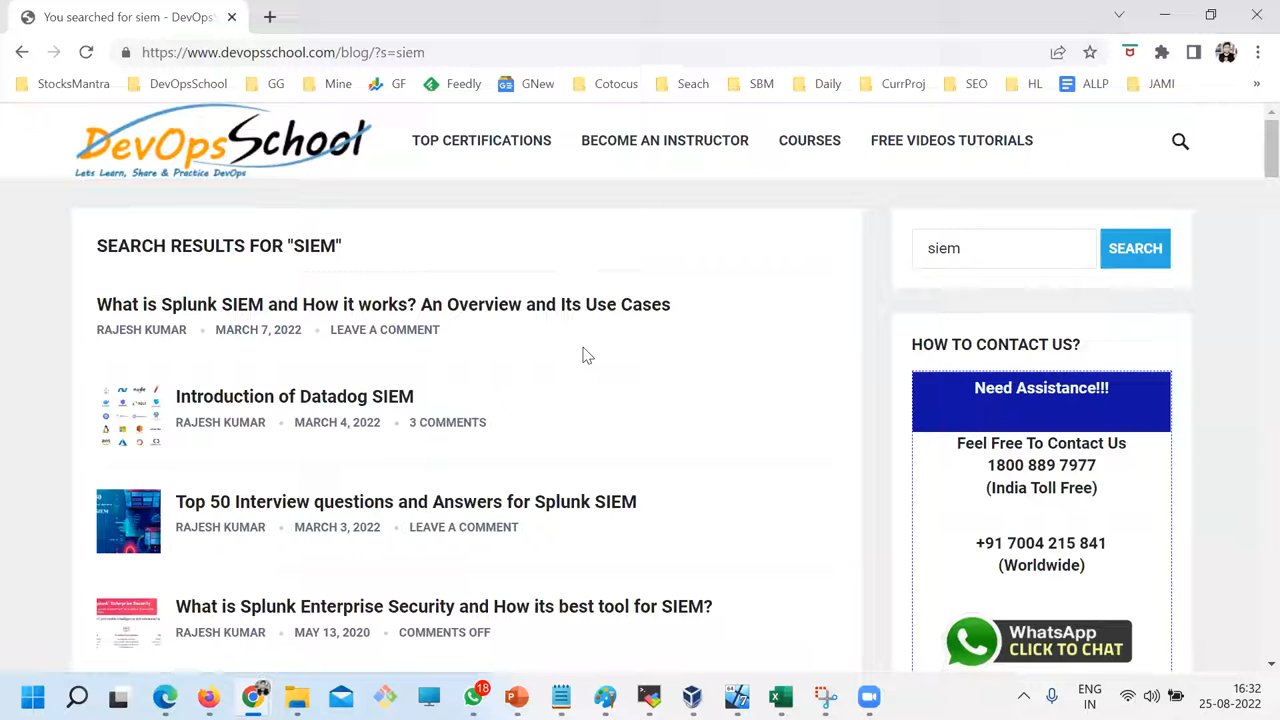 You searched for siem - DevOps
https://www.devopsschool.com/blog/?s=siem
StocksMantra DevOpsSchool GG Mine GF Feedly GNew Cotocus Seach SBM Daily CurrProj SEO HL ALLP JAMI »
DevOpsSchool
Lets Learn, Share & Practice DevOps
TOP CERTIFICATIONS BECOME AN INSTRUCTOR COURSES FREE VIDEOS TUTORIALS
SEARCH RESULTS FOR "SIEM"
What is Splunk SIEM and How it works? An Overview and Its Use Cases
RAJESH KUMAR MARCH 7, 2022 LEAVE A COMMENT
Introduction of Datadog SIEM
RAJESH KUMAR MARCH 4, 2022 3 COMMENTS
Top 50 Interview questions and Answers for Splunk SIEM
RAJESH KUMAR MARCH 3, 2022 LEAVE A COMMENT
What is Splunk Enterprise Security and How its best tool for SIEM?
RAJESH KUMAR MAY 13, 2020 COMMENTS OFF
siem SEARCH
HOW TO CONTACT US?
Need Assistance!!!
Feel Free To Contact Us
1800 889 7977
(India Toll Free)
+91 7004 215 841
(Worldwide)
WhatsApp
CLICK TO CHAT
18
ENG
IN
16:32
25-08-2022